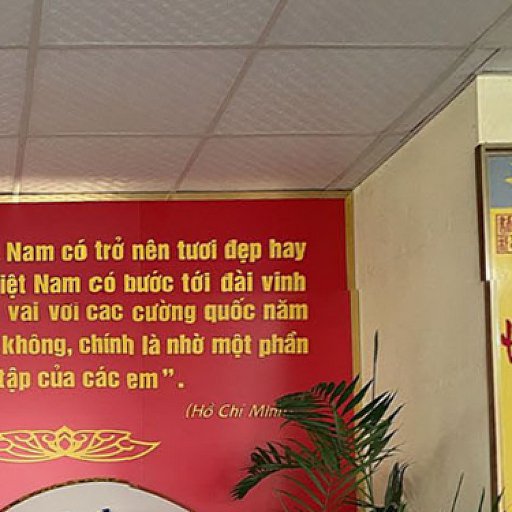 Nam có trở nên tươi đẹp hay
iệt Nam có bước tới đài vinh
vai vơi cac cường quốc năm
không, chính là nhờ một phần
tập của các em”.
(Hồ Chí Minh